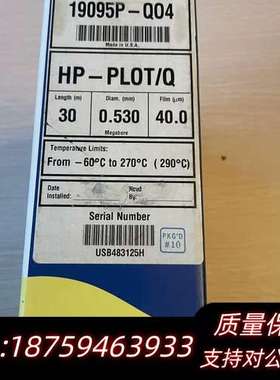 19095P-Q04
Made in U.S.A.
HP-PLOT/Q
Length (m) Diam. (mm) Film (μm)
30 0.530 40.0
Megabore
Temperature Limits:
From -60°C to 270°C (290°C)
Date Recd
Installed: By:
Serial Number
PKG'D
#10
USB483125H
质量保
:18759463933
支持对公